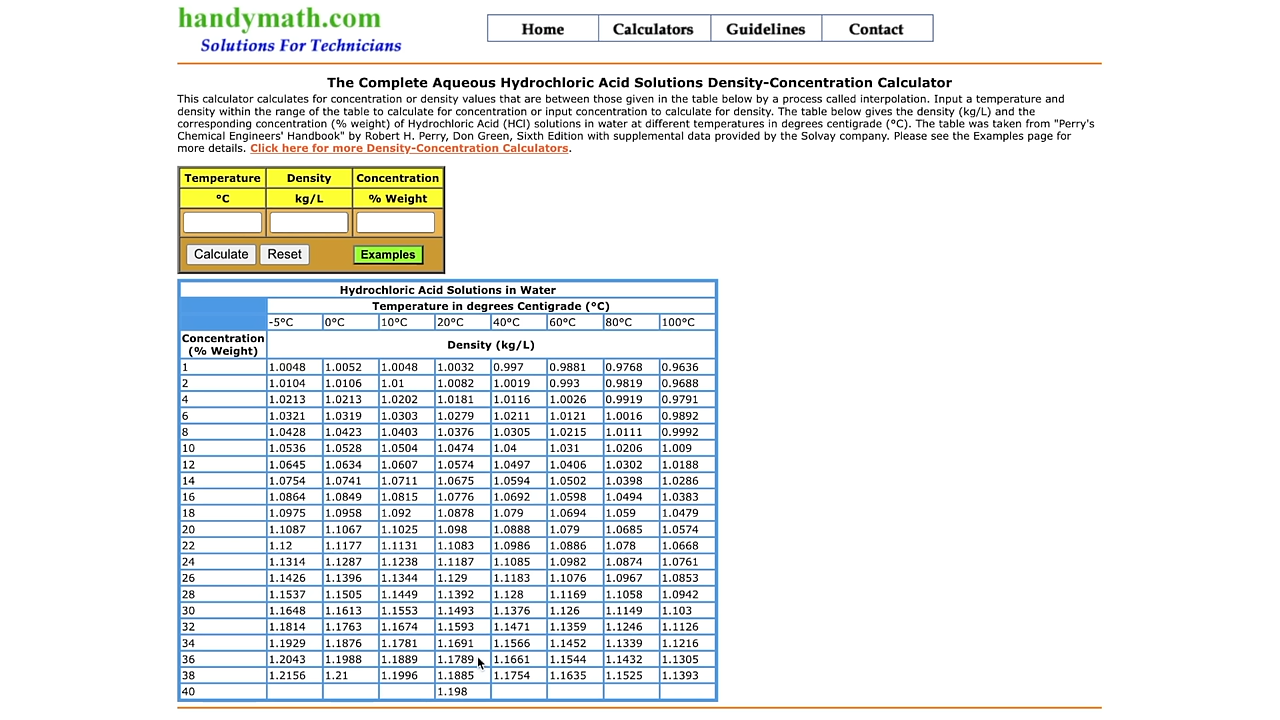 handymath.com
Solutions For Technicians
Home Calculators Guidelines Contact
The Complete Aqueous Hydrochloric Acid Solutions Density-Concentration Calculator
This calculator calculates for concentration or density values that are between those given in the table below by a process called interpolation. Input a temperature and
density within the range of the table to calculate for concentration or input concentration to calculate for density. The table below gives the density (kg/L) and the
corresponding concentration (% weight) of Hydrochloric Acid (HCl) solutions in water at different temperatures in degrees centigrade (°C). The table was taken from "Perry's
Chemical Engineers' Handbook" by Robert H. Perry, Don Green, Sixth Edition with supplemental data provided by the Solvay company. Please see the Examples page for
more details. Click here for more Density-Concentration Calculators.
Temperature Density Concentration
°C kg/L % Weight
Calculate Reset Examples
Hydrochloric Acid Solutions in Water
Temperature in degrees Centigrade (°C)
-5°C 0°C 10°C 20°C 40°C 60°C 80°C 100°C
Concentration
(% Weight)
Density (kg/L)
1 1.0048 1.0052 1.0048 1.0032 0.997 0.9881 0.9768 0.9636
2 1.0104 1.0106 1.01 1.0082 1.0019 0.993 0.9819 0.9688
4 1.0213 1.0213 1.0202 1.0181 1.0116 1.0026 0.9919 0.9791
6 1.0321 1.0319 1.0303 1.0279 1.0211 1.0121 1.0016 0.9892
8 1.0428 1.0423 1.0403 1.0376 1.0305 1.0215 1.0111 0.9992
10 1.0536 1.0528 1.0504 1.0474 1.04 1.031 1.0206 1.009
12 1.0645 1.0634 1.0607 1.0574 1.0497 1.0406 1.0302 1.0188
14 1.0754 1.0741 1.0711 1.0675 1.0594 1.0502 1.0398 1.0286
16 1.0864 1.0849 1.0815 1.0776 1.0692 1.0598 1.0494 1.0383
18 1.0975 1.0958 1.092 1.0878 1.079 1.0694 1.059 1.0479
20 1.1087 1.1067 1.1025 1.098 1.0888 1.079 1.0685 1.0574
22 1.12 1.1177 1.1131 1.1083 1.0986 1.0886 1.078 1.0668
24 1.1314 1.1287 1.1238 1.1187 1.1085 1.0982 1.0874 1.0761
26 1.1426 1.1396 1.1344 1.129 1.1183 1.1076 1.0967 1.0853
28 1.1537 1.1505 1.1449 1.1392 1.128 1.1169 1.1058 1.0942
30 1.1648 1.1613 1.1553 1.1493 1.1376 1.126 1.1149 1.103
32 1.1814 1.1763 1.1674 1.1593 1.1471 1.1359 1.1246 1.1126
34 1.1929 1.1876 1.1781 1.1691 1.1566 1.1452 1.1339 1.1216
36 1.2043 1.1988 1.1889 1.1789 1.1661 1.1544 1.1432 1.1305
38 1.2156 1.21 1.1996 1.1885 1.1754 1.1635 1.1525 1.1393
40 1.198